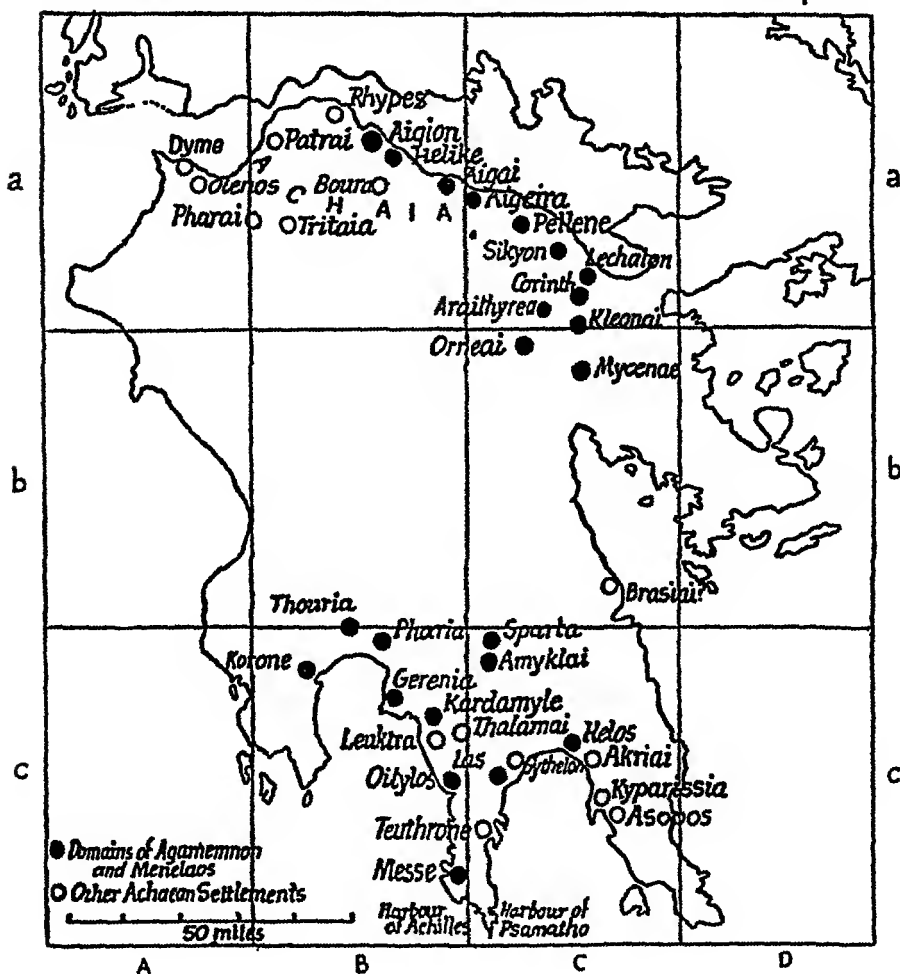 Rhypes
Dyme
Patrai
Aigion
Helike
a
Olenos
Boura
Aigai
a
A C H A I A
Aigeira
Pharai
Tritaia
Pellene
Sikyon
Lechaion
Corinth
Araithyrea
Kleonai
Orneai
Mycenae
b
b
Brasiai?
Thouria
Pharia
Sparta
Korone
Amyklai
Gerenia
Kardamyle
Leuktra
Thalamai
Helos
c
Las
Gytheion
Akriai
c
Oitylos
Kyparissia
Asopos
Teuthrone
Domains of Agamemnon
and Menelaos
Messe
Other Achaean Settlements
50 miles
Harbour
of Achilles
Harbour of
Psamatho
A
B
C
D